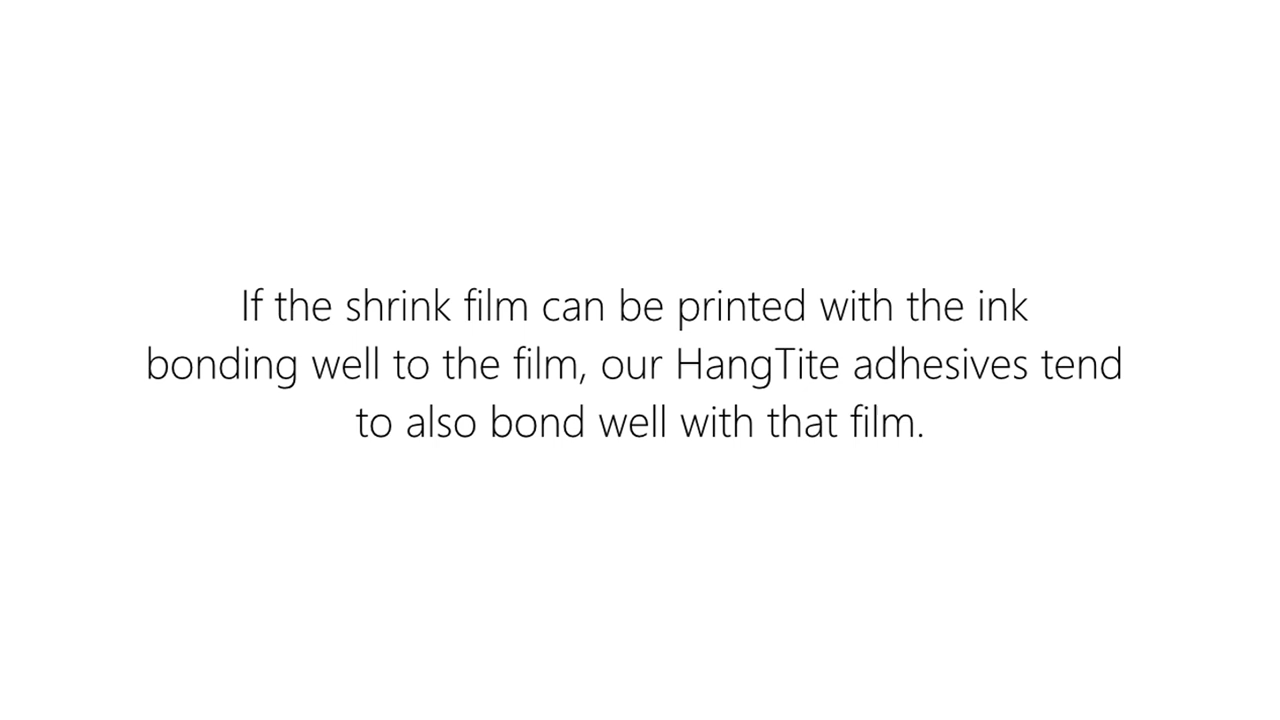 If the shrink film can be printed with the ink
bonding well to the film, our HangTite adhesives tend
to also bond well with that film.